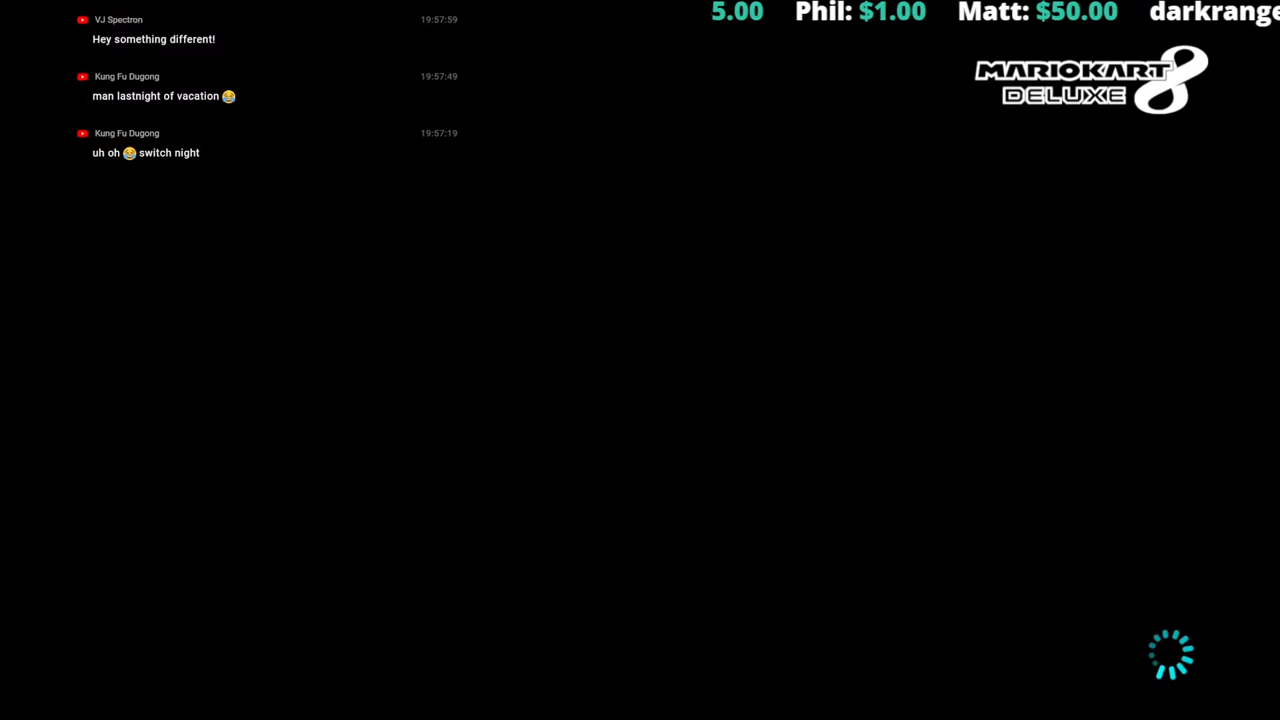 VJ Spectron 19:57:59
Hey something different!
Kung Fu Dugong 19:57:49
man lastnight of vacation 😂
Kung Fu Dugong 19:57:19
uh oh 😂 switch night
5.00 Phil: $1.00 Matt: $50.00 darkrange
MARIOKART 8
DELUXE